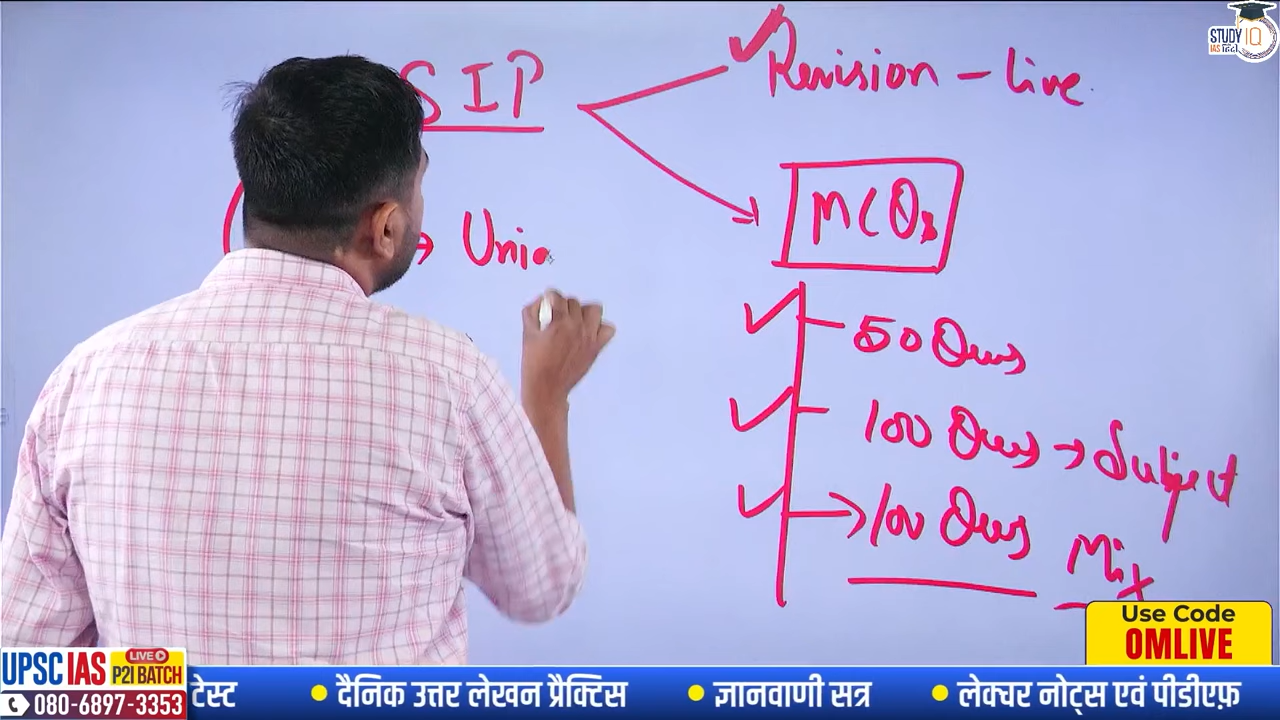 SIP
Revision - Live
MCQs
Unio
50 Ques
100 Ques → Subject
→ 100 Ques Mix
STUDY IQ
IAS हिंदी
Use Code
OMLIVE
UPSC IAS LIVE
P2I BATCH
080-6897-3353
टेस्ट • दैनिक उत्तर लेखन प्रैक्टिस • ज्ञानवाणी सत्र • लेक्चर नोट्स एवं पीडीएफ़